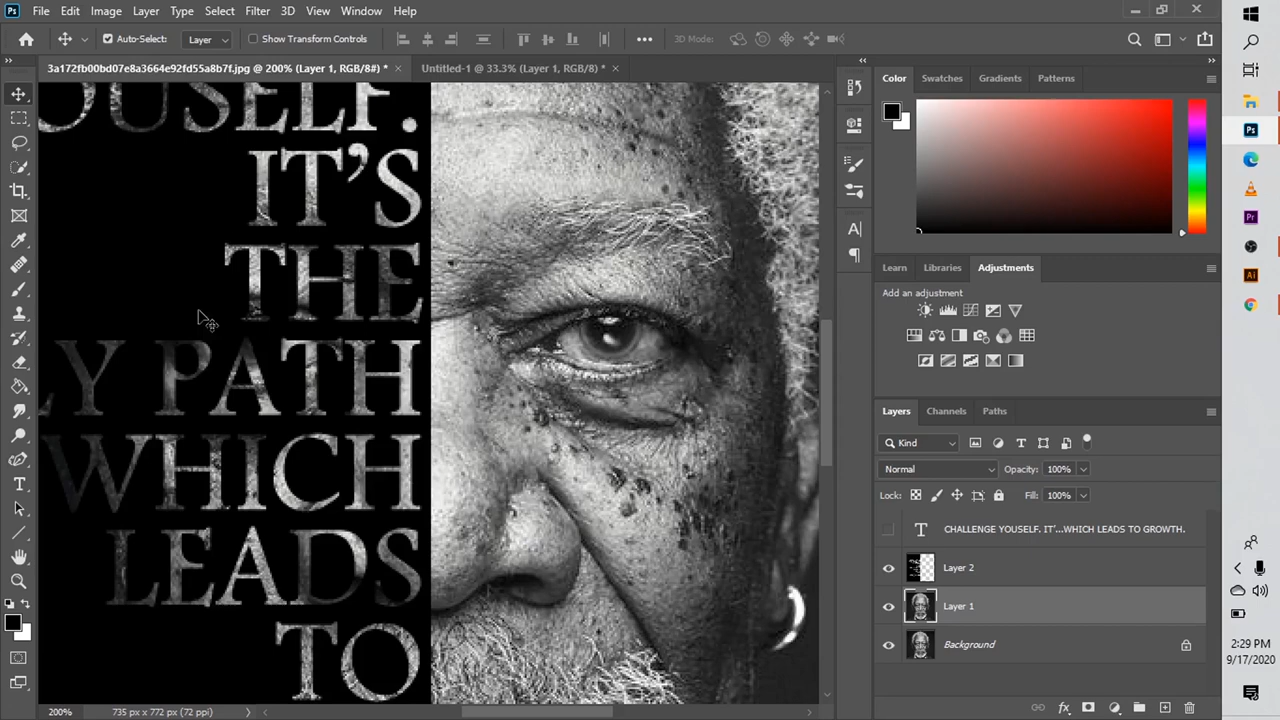 File Edit Image Layer Type Select Filter 3D View Window Help
Auto-Select: Layer Show Transform Controls 3D Mode:
3a172fb00bd07e8a3664e92fd55a8b7f.jpg @ 200% (Layer 1, RGB/8#) * Untitled-1 @ 33.3% (Layer 1, RGB/8) *
Color Swatches Gradients Patterns
OUSELF.
IT'S
THE
LY PATH
WHICH
LEADS
TO
Learn Libraries Adjustments
Add an adjustment
Layers Channels Paths
Kind
Normal Opacity: 100%
Lock: Fill: 100%
CHALLENGE YOUSELF. IT'...WHICH LEADS TO GROWTH.
Layer 2
Layer 1
Background
200% 735 px x 772 px (72 ppi)
2:29 PM
9/17/2020